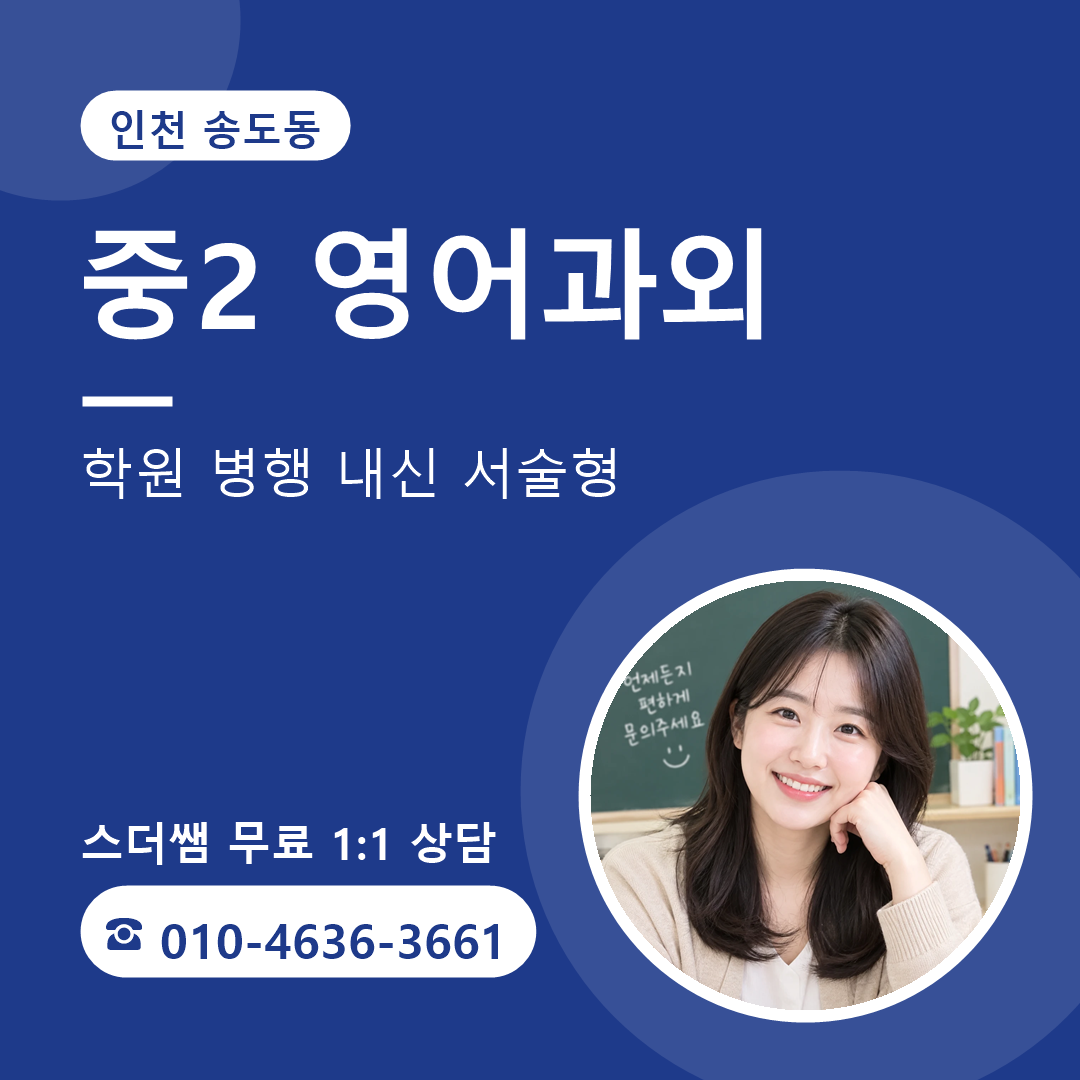 인천 송도동
중2 영어과외
학원 병행 내신 서술형
언제든지
편하게
문의주세요
스더쌤 무료 1:1 상담
☎ 010-4636-3661